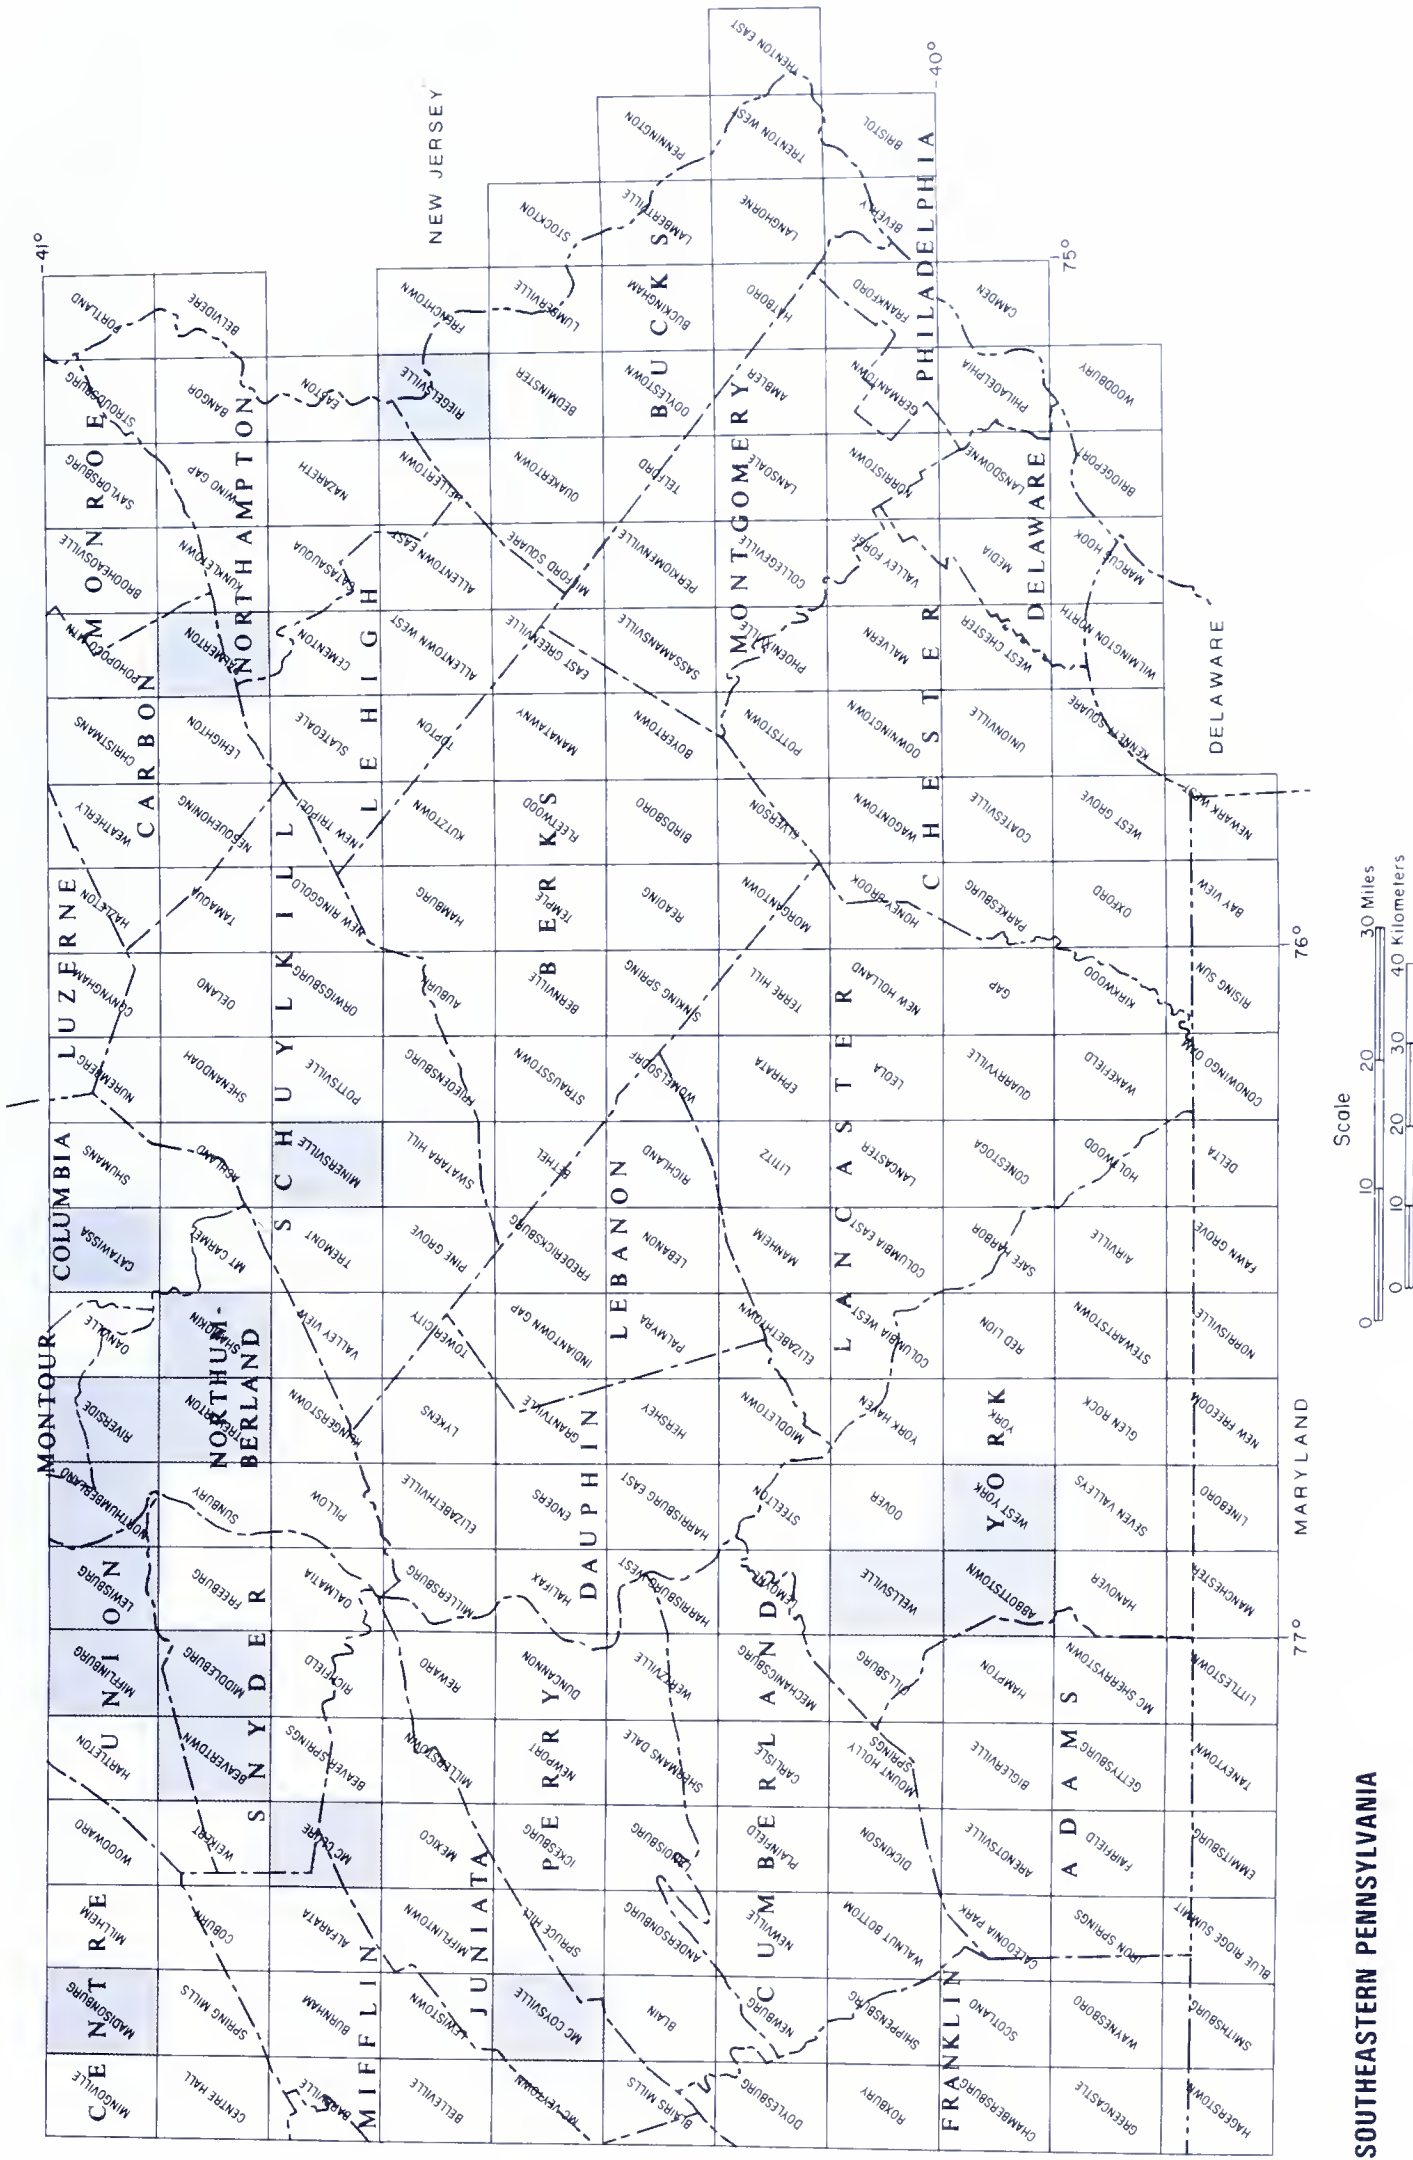 MONTOUR
COLUMBIA
LUZERNE
41°
MINGOVILLE
MADISONBURG
MILLHEIM
WOODWARD
HARTLETON
MIFFLINBURG
LEWISBURG
NORTHUMBERLAND
RIVERSIDE
DANVILLE
CATAWISSA
SHUMANS
NUREMBERG
CONYNGHAM
HAZLETON
WEATHERLY
CHRISTMANS
POHOPOCO MTN
BRODHEADSVILLE
SAYLORSBURG
STROUDSBURG
PORTLAND
CENTRE
UNION
CARBON
MONROE
CENTRE HALL
SPRING MILLS
COBURN
WEIKERT
BEAVERTOWN
MIDDLEBURG
FREEBURG
SUNBURY
TREVORTON
SHAMOKIN
MT CARMEL
ASHLAND
SHENANDOAH
DELANO
TAMAQUA
NESQUEHONING
LEHIGHTON
PALMERTON
KUNKLETOWN
WIND GAP
BANGOR
BELVIDERE
SNYDER
NORTHUM-
BERLAND
SCHUYLKILL
NORTHAMPTON
BARRVILLE
BURNHAM
ALFARATA
MC CLURE
BEAVER SPRINGS
RICHFIELD
DALMATIA
PILLOW
KLINGERSTOWN
VALLEY VIEW
TREMONT
MINERSVILLE
POTTSVILLE
ORWIGSBURG
NEW RINGGOLD
NEW TRIPOLI
SLATEDALE
CEMENTON
CATASAUQUA
NAZARETH
EASTON
MIFFLIN
LEHIGH
NEW JERSEY
BELLEVILLE
LEWISTOWN
MIFFLINTOWN
MEXICO
MILLERSTOWN
REWARD
MILLERSBURG
ELIZABETHVILLE
LYKENS
TOWER CITY
PINE GROVE
SWATARA HILL
FRIEDENSBURG
AUBURN
HAMBURG
KUTZTOWN
TOPTON
ALLENTOWN WEST
ALLENTOWN EAST
HELLERTOWN
RIEGELSVILLE
FRENCHTOWN
JUNIATA
PERRY
BERKS
MC VEYTOWN
MC COYSVILLE
SPRUCE HILL
ICKESBURG
NEWPORT
DUNCANNON
HALIFAX
ENDERS
GRANTVILLE
INDIANTOWN GAP
FREDERICKSBURG
BETHEL
STRAUSSTOWN
BERNVILLE
TEMPLE
FLEETWOOD
MANATAWNY
EAST GREENVILLE
MILFORD SQUARE
QUAKERTOWN
BEDMINSTER
LUMBERVILLE
STOCKTON
DAUPHIN
LEBANON
BUCKS
BLAIRS MILLS
BLAIN
ANDERSONBURG
LANDISBURG
SHERMANS DALE
WERTZVILLE
HARRISBURG WEST
HARRISBURG EAST
HERSHEY
PALMYRA
LEBANON
RICHLAND
WOMELSDORF
SINKING SPRING
READING
BIRDSBORO
BOYERTOWN
SASSAMANSVILLE
PERKIOMENVILLE
TELFORD
DOYLESTOWN
BUCKINGHAM
LAMBERTVILLE
PENNINGTON
CUMBERLAND
MONTGOMERY
DOYLESBURG
NEWBURG
NEWVILLE
PLAINFIELD
CARLISLE
MECHANICSBURG
LEMOYNE
STEELTON
MIDDLETOWN
ELIZABETHTOWN
MANHEIM
LITITZ
EPHRATA
TERRE HILL
MORGANTOWN
ELVERSON
POTTSTOWN
PHOENIXVILLE
COLLEGEVILLE
LANSDALE
AMBLER
HATBORO
LANGHORNE
TRENTON WEST
TRENTON EAST
LANCASTER
ROXBURY
SHIPPENSBURG
WALNUT BOTTOM
DICKINSON
MOUNT HOLLY
SPRINGS
DILLSBURG
WELLSVILLE
DOVER
YORK HAVEN
COLUMBIA WEST
COLUMBIA EAST
LANCASTER
LEOLA
NEW HOLLAND
HONEY BROOK
WAGONTOWN
DOWNINGTOWN
MALVERN
VALLEY FORGE
NORRISTOWN
GERMANTOWN
FRANKFORD
BEVERLY
BRISTOL
FRANKLIN
YORK
CHESTER
PHILADELPHIA
40°
CHAMBERSBURG
SCOTLAND
CALEDONIA PARK
ARENDTSVILLE
BIGLERVILLE
HAMPTON
ABBOTTSTOWN
WEST YORK
YORK
RED LION
SAFE HARBOR
CONESTOGA
QUARRYVILLE
GAP
PARKESBURG
COATESVILLE
UNIONVILLE
WEST CHESTER
MEDIA
LANSDOWNE
PHILADELPHIA
CAMDEN
ADAMS
DELAWARE
75°
GREENCASTLE
WAYNESBORO
IRON SPRINGS
FAIRFIELD
GETTYSBURG
MC SHERRYSTOWN
HANOVER
SEVEN VALLEYS
GLEN ROCK
STEWARTSTOWN
AIRVILLE
HOLTWOOD
WAKEFIELD
KIRKWOOD
OXFORD
WEST GROVE
KENNETT SQUARE
WILMINGTON NORTH
MARCUS HOOK
BRIDGEPORT
WOODBURY
HAGERSTOWN
SMITHSBURG
BLUE RIDGE SUMMIT
EMMITSBURG
TANEYTOWN
LITTLESTOWN
MANCHESTER
LINEBORO
NEW FREEDOM
NORRISVILLE
FAWN GROVE
DELTA
CONOWINGO DAM
RISING SUN
BAY VIEW
NEWARK WEST
DELAWARE
77°
MARYLAND
76°
SOUTHEASTERN PENNSYLVANIA
Scale
0 10 20 30 Miles
0 10 20 30 40 Kilometers